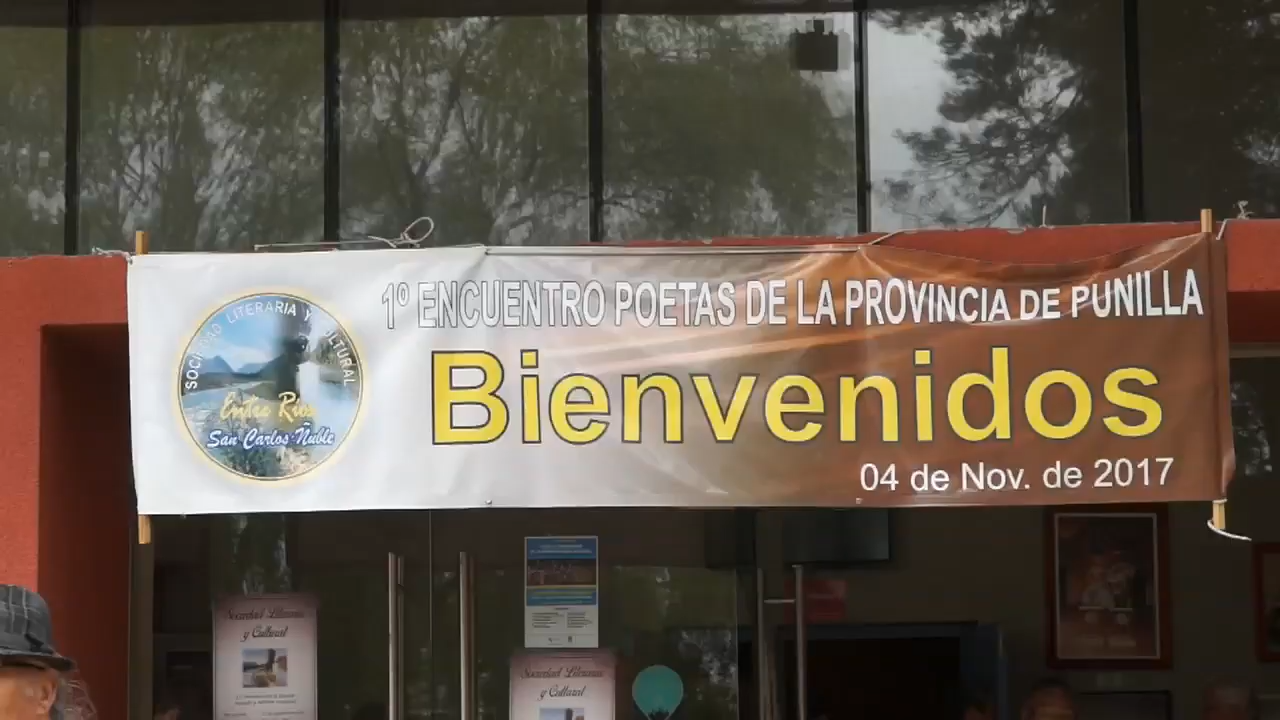 1º ENCUENTRO POETAS DE LA PROVINCIA DE PUNILLA
Bienvenidos
04 de Nov. de 2017
SOCIEDAD LITERARIA Y CULTURAL
Entre Ríos
San Carlos-Ñuble
Sociedad Literaria
y Cultural
Sociedad Literaria
y Cultural